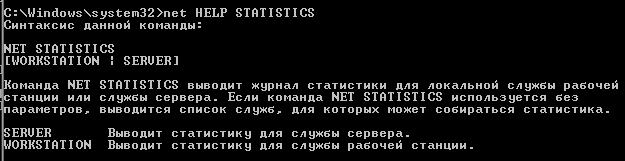 C:\Windows\system32>net HELP STATISTICS
Синтаксис данной команды:
NET STATISTICS
[WORKSTATION | SERVER]
Команда NET STATISTICS выводит журнал статистики для локальной службы рабочей
станции или службы сервера. Если команда NET STATISTICS используется без
параметров, выводится список служб, для которых может собираться статистика.
SERVER      Выводит статистику для службы сервера.
WORKSTATION Выводит статистику для службы рабочей станции.